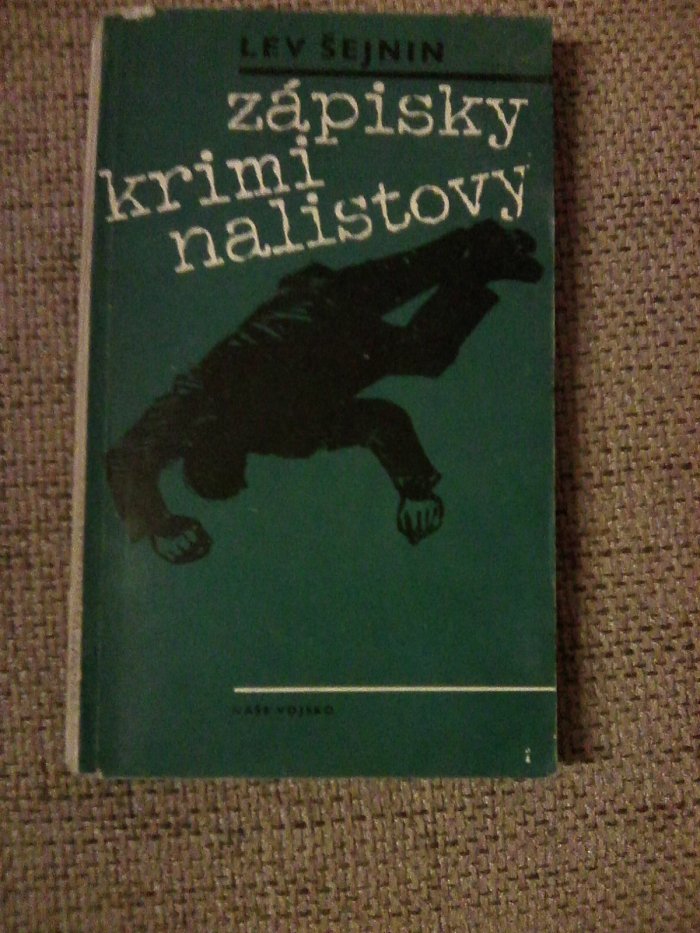 LEV ŠEJNIN
zápisky
krimi
nalistovy
NAŠE VOJSKO